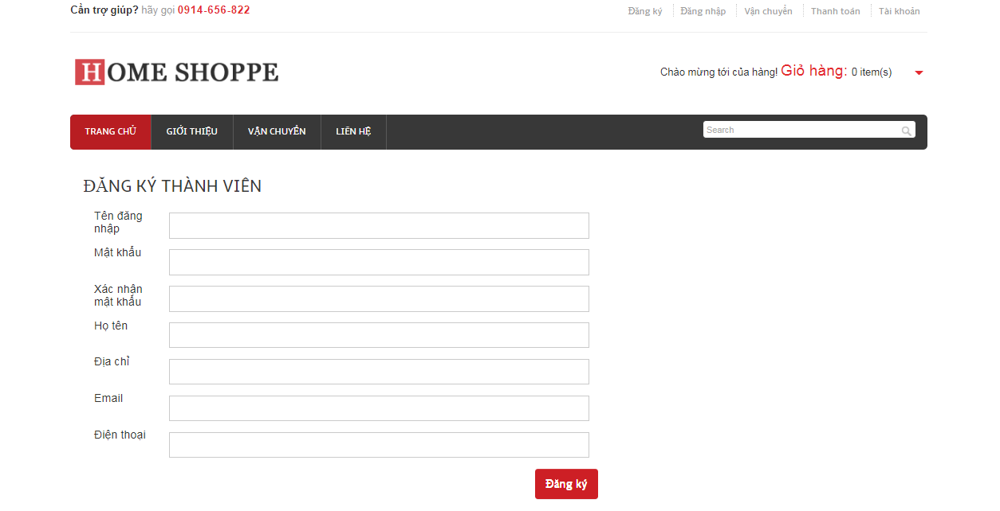 Cần trợ giúp? hãy gọi 0914-656-822
Đăng ký Đăng nhập Vận chuyển Thanh toán Tài khoản
HOME SHOPPE
Chào mừng tới của hàng! Giỏ hàng: 0 item(s)
TRANG CHỦ GIỚI THIỆU VẬN CHUYỂN LIÊN HỆ Search
ĐĂNG KÝ THÀNH VIÊN
Tên đăng
nhập
Mật khẩu
Xác nhận
mật khẩu
Họ tên
Địa chỉ
Email
Điện thoại
Đăng ký